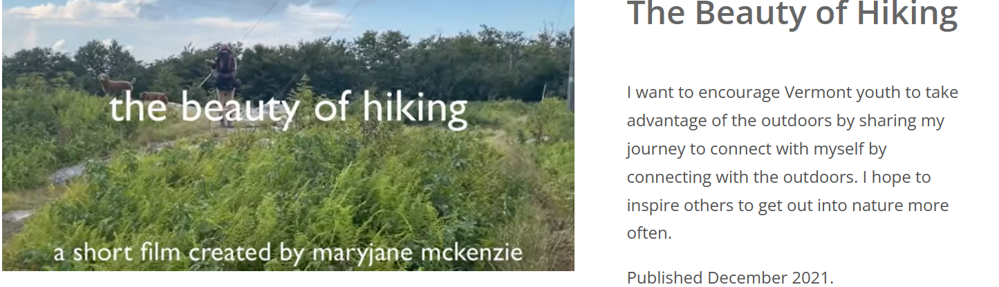 the beauty of hiking
a short film created by maryjane mckenzie
The Beauty of Hiking
I want to encourage Vermont youth to take
advantage of the outdoors by sharing my
journey to connect with myself by
connecting with the outdoors. I hope to
inspire others to get out into nature more
often.
Published December 2021.